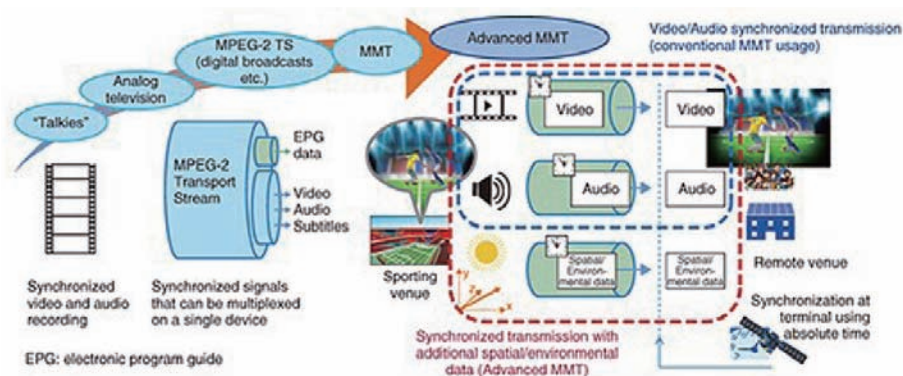 MPEG-2 TS
(digital broadcasts
etc.)
MMT
Advanced MMT
Video/Audio synchronized transmission
(conventional MMT usage)
Analog
television
"Talkies"
MPEG-2
Transport
Stream
EPG
data
Video
Audio
Subtitles
Video
Video
Audio
Audio
Spatial/
Environ-
mental data
Spatial/
Environ-
mental data
y
z
x
Sporting
venue
Remote venue
Synchronized
video and audio
recording
Synchronized signals
that can be multiplexed
on a single device
Synchronization at
terminal using
absolute time
Synchronized transmission with
additional spatial/environmental
data (Advanced MMT)
EPG: electronic program guide